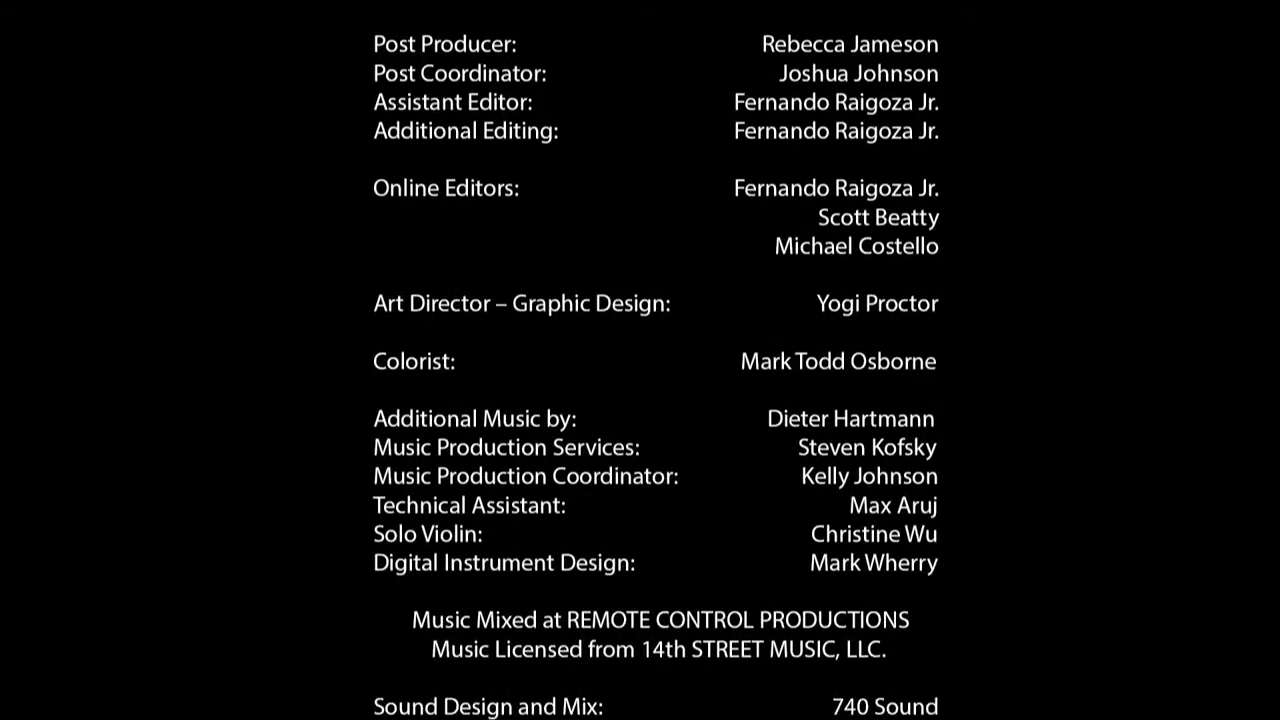 Post Producer: Rebecca Jameson
Post Coordinator: Joshua Johnson
Assistant Editor: Fernando Raigoza Jr.
Additional Editing: Fernando Raigoza Jr.
Online Editors: Fernando Raigoza Jr.
Scott Beatty
Michael Costello
Art Director – Graphic Design: Yogi Proctor
Colorist: Mark Todd Osborne
Additional Music by: Dieter Hartmann
Music Production Services: Steven Kofsky
Music Production Coordinator: Kelly Johnson
Technical Assistant: Max Aruj
Solo Violin: Christine Wu
Digital Instrument Design: Mark Wherry
Music Mixed at REMOTE CONTROL PRODUCTIONS
Music Licensed from 14th STREET MUSIC, LLC.
Sound Design and Mix: 740 Sound